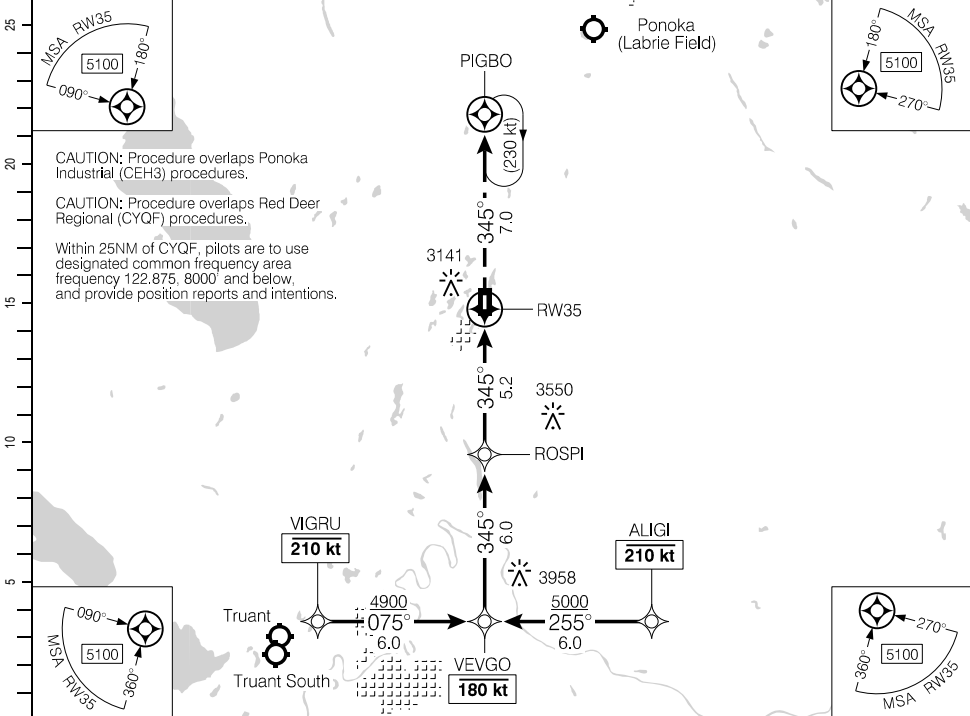 25
20
15
10
5
MSA RW35
5100
180°
090°
Ponoka
(Labrie Field)
MSA RW35
5100
180°
270°
PIGBO
(230 kt)
CAUTION: Procedure overlaps Ponoka
Industrial (CEH3) procedures.
CAUTION: Procedure overlaps Red Deer
Regional (CYQF) procedures.
Within 25NM of CYQF, pilots are to use
designated common frequency area
frequency 122.875, 8000' and below,
and provide position reports and intentions.
345°
7.0
3141
RW35
345°
5.2
3550
ROSPI
345°
6.0
VIGRU
210 kt
ALIGI
210 kt
3958
Truant
Truant South
4900
075°
6.0
5000
255°
6.0
VEVGO
180 kt
090°
5100
360°
MSA RW35
270°
5100
360°
MSA RW35